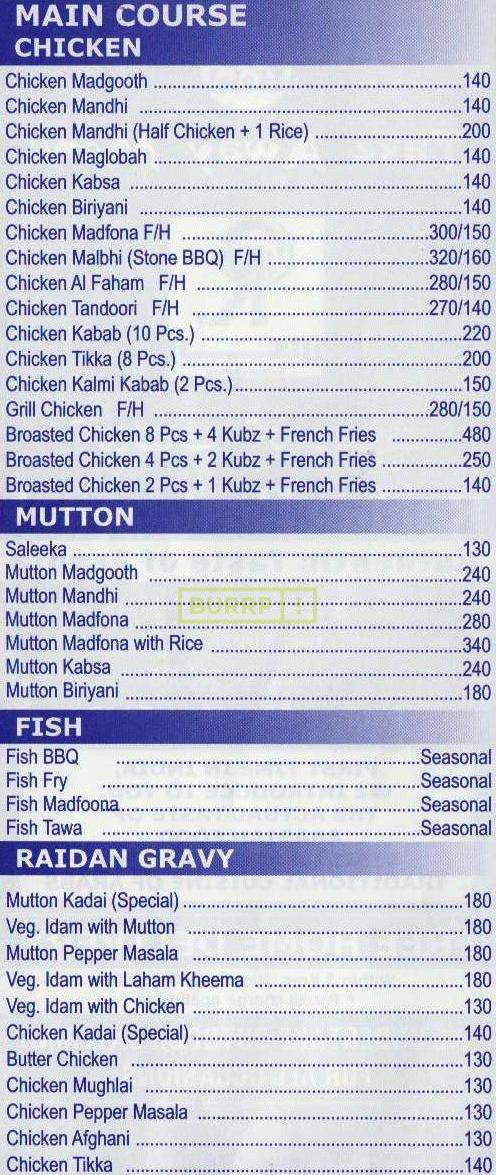 MAIN COURSE
CHICKEN
Chicken Madgooth ....................140
Chicken Mandhi ....................140
Chicken Mandhi (Half Chicken + 1 Rice) ....................200
Chicken Maglobah ....................140
Chicken Kabsa ....................140
Chicken Biriyani ....................140
Chicken Madfona F/H ....................300/150
Chicken Malbhi (Stone BBQ) F/H ....................320/160
Chicken Al Faham F/H ....................280/150
Chicken Tandoori F/H ....................270/140
Chicken Kabab (10 Pcs.) ....................220
Chicken Tikka (8 Pcs.) ....................200
Chicken Kalmi Kabab (2 Pcs.)....................150
Grill Chicken F/H ....................280/150
Broasted Chicken 8 Pcs + 4 Kubz + French Fries ....................480
Broasted Chicken 4 Pcs + 2 Kubz + French Fries ....................250
Broasted Chicken 2 Pcs + 1 Kubz + French Fries ....................140
MUTTON
Saleeka ....................130
Mutton Madgooth ....................240
Mutton Mandhi ....................240
BURRP!
Mutton Madfona ....................280
Mutton Madfona with Rice ....................340
Mutton Kabsa ....................240
Mutton Biriyani ....................180
FISH
Fish BBQ ....................Seasonal
Fish Fry ....................Seasonal
Fish Madfoona....................Seasonal
Fish Tawa ....................Seasonal
RAIDAN GRAVY
Mutton Kadai (Special) ....................180
Veg. Idam with Mutton ....................180
Mutton Pepper Masala ....................180
Veg. Idam with Laham Kheema ....................180
Veg. Idam with Chicken ....................130
Chicken Kadai (Special) ....................140
Butter Chicken ....................130
Chicken Mughlai ....................130
Chicken Pepper Masala ....................130
Chicken Afghani ....................130
Chicken Tikka ....................140